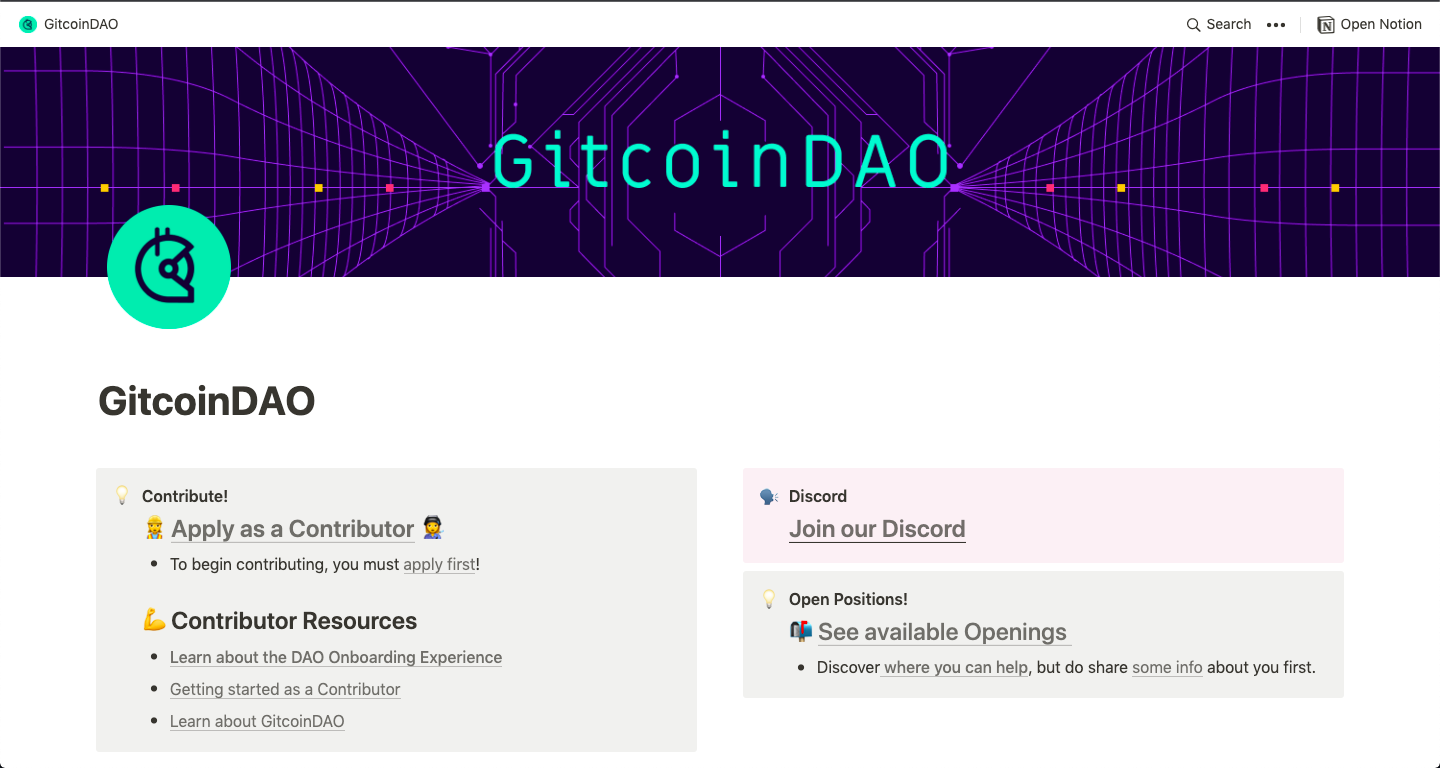 GitcoinDAO
Search
Open Notion
GitcoinDAO
GitcoinDAO
Contribute!
Apply as a Contributor
To begin contributing, you must apply first!
Contributor Resources
Learn about the DAO Onboarding Experience
Getting started as a Contributor
Learn about GitcoinDAO
Discord
Join our Discord
Open Positions!
See available Openings
Discover where you can help, but do share some info about you first.